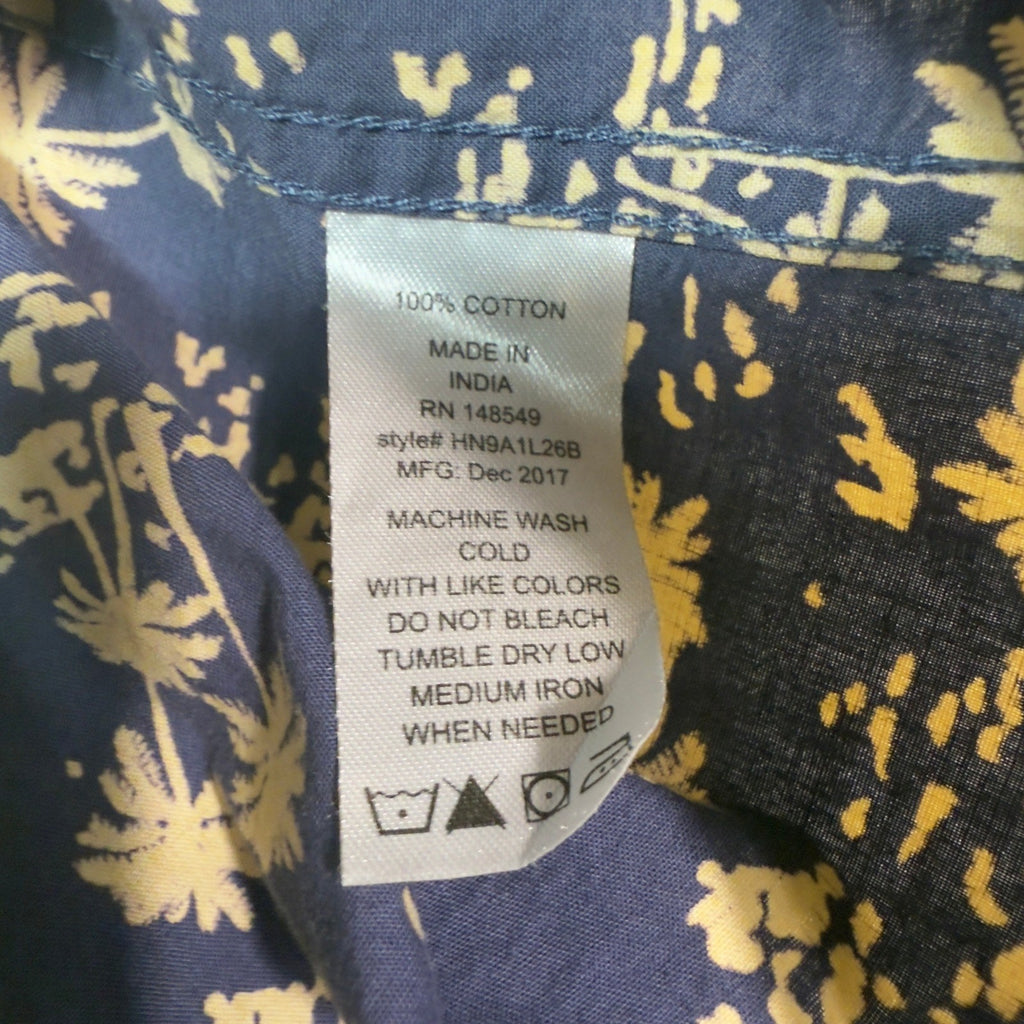 100% COTTON
MADE IN
INDIA
RN 148549
style# HN9A1L26B
MFG. Dec 2017
MACHINE WASH
COLD
WITH LIKE COLORS
DO NOT BLEACH
TUMBLE DRY LOW
MEDIUM IRON
WHEN NEEDED